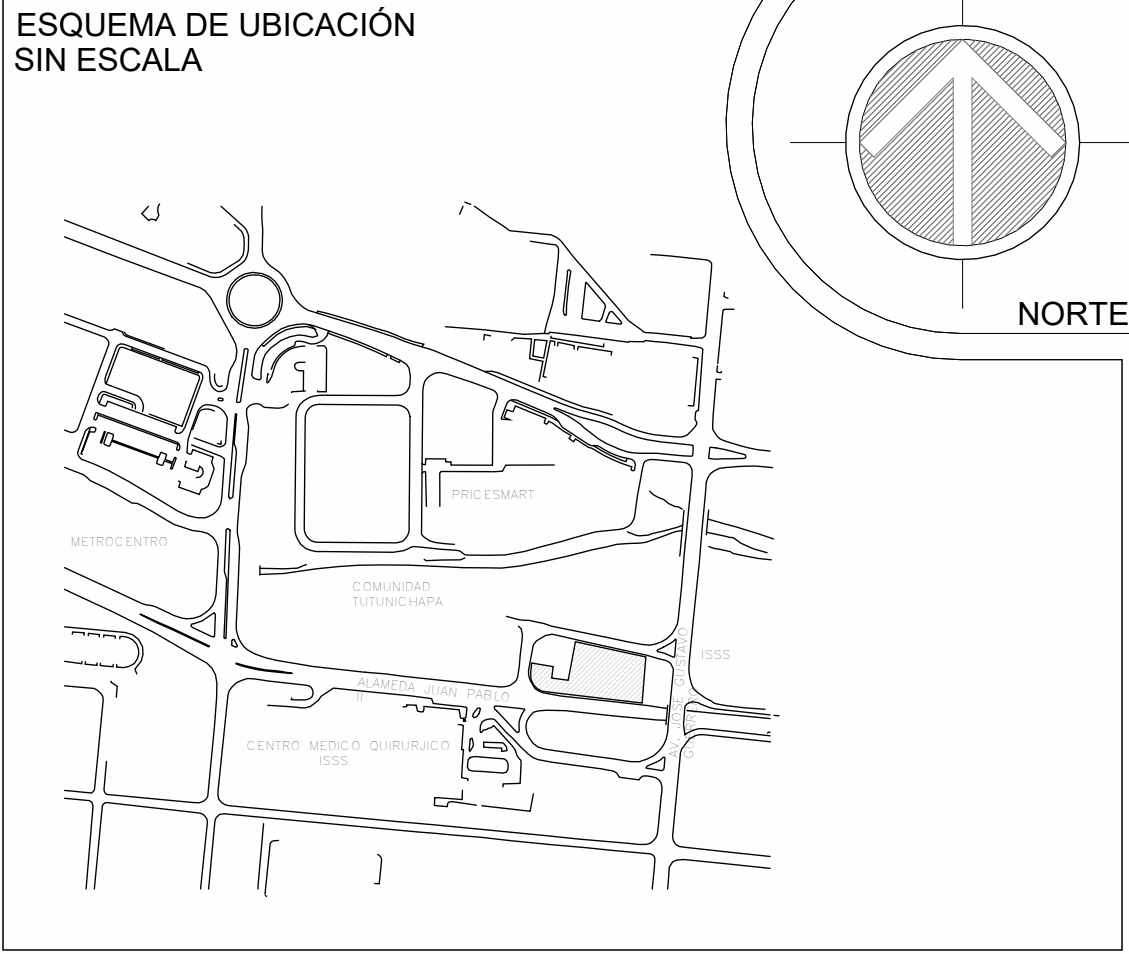 ESQUEMA DE UBICACIÓN
SIN ESCALA
NORTE
PRICESMART
METROCENTRO
COMUNIDAD
TUTUNICHAPA
ISSS
ALAMEDA JUAN PABLO
II
AV. JOSE GUSTAVO
GUERRERO
CENTRO MEDICO QUIRURJICO
ISSS